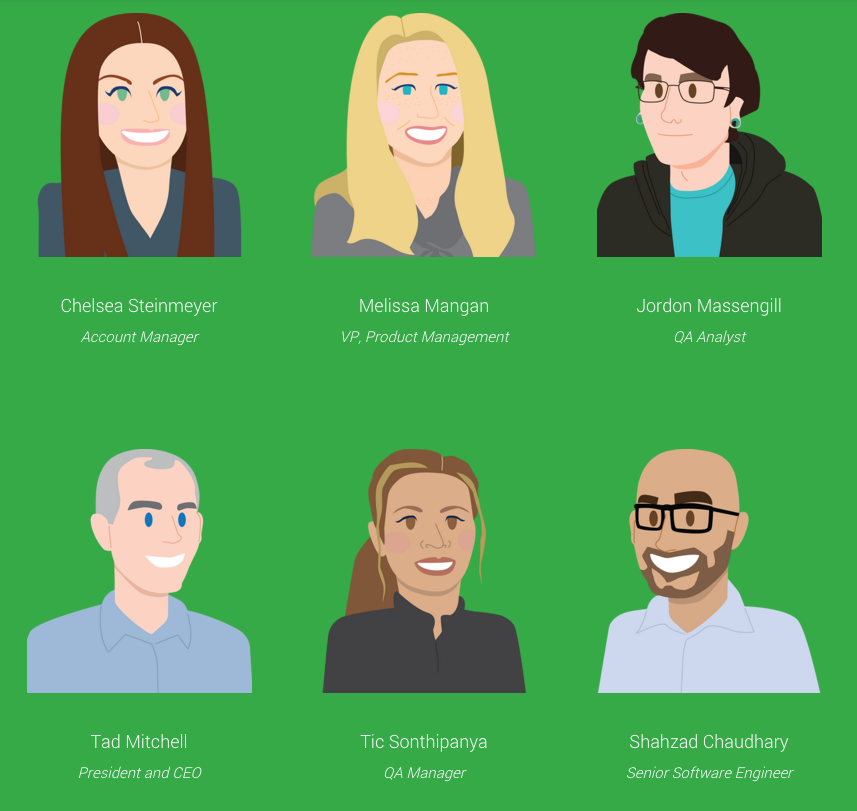 Chelsea Steinmeyer
Account Manager
Melissa Mangan
VP, Product Management
Jordon Massengill
QA Analyst
Tad Mitchell
President and CEO
Tic Sonthipanya
QA Manager
Shahzad Chaudhary
Senior Software Engineer